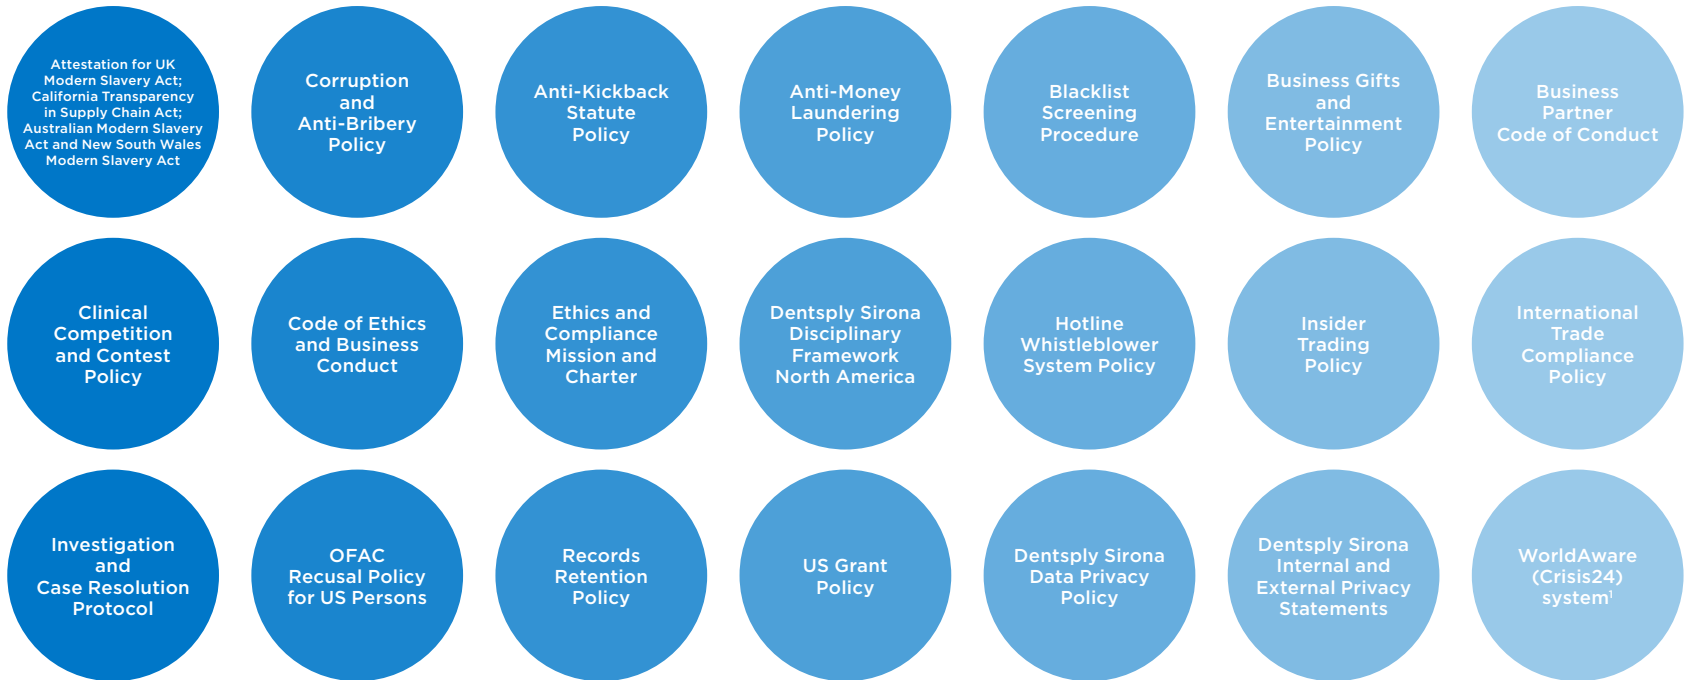 Attestation for UK
Modern Slavery Act;
California Transparency
in Supply Chain Act;
Australian Modern Slavery
Act and New South Wales
Modern Slavery Act
Corruption
and
Anti-Bribery
Policy
Anti-Kickback
Statute
Policy
Anti-Money
Laundering
Policy
Blacklist
Screening
Procedure
Business Gifts
and
Entertainment
Policy
Business
Partner
Code of Conduct
Clinical
Competition
and Contest
Policy
Code of Ethics
and Business
Conduct
Ethics and
Compliance
Mission and
Charter
Dentsply Sirona
Disciplinary
Framework
North America
Hotline
Whistleblower
System Policy
Insider
Trading
Policy
International
Trade
Compliance
Policy
Investigation
and
Case Resolution
Protocol
OFAC
Recusal Policy
for US Persons
Records
Retention
Policy
US Grant
Policy
Dentsply Sirona
Data Privacy
Policy
Dentsply Sirona
Internal and
External Privacy
Statements
WorldAware
(Crisis24)
system¹